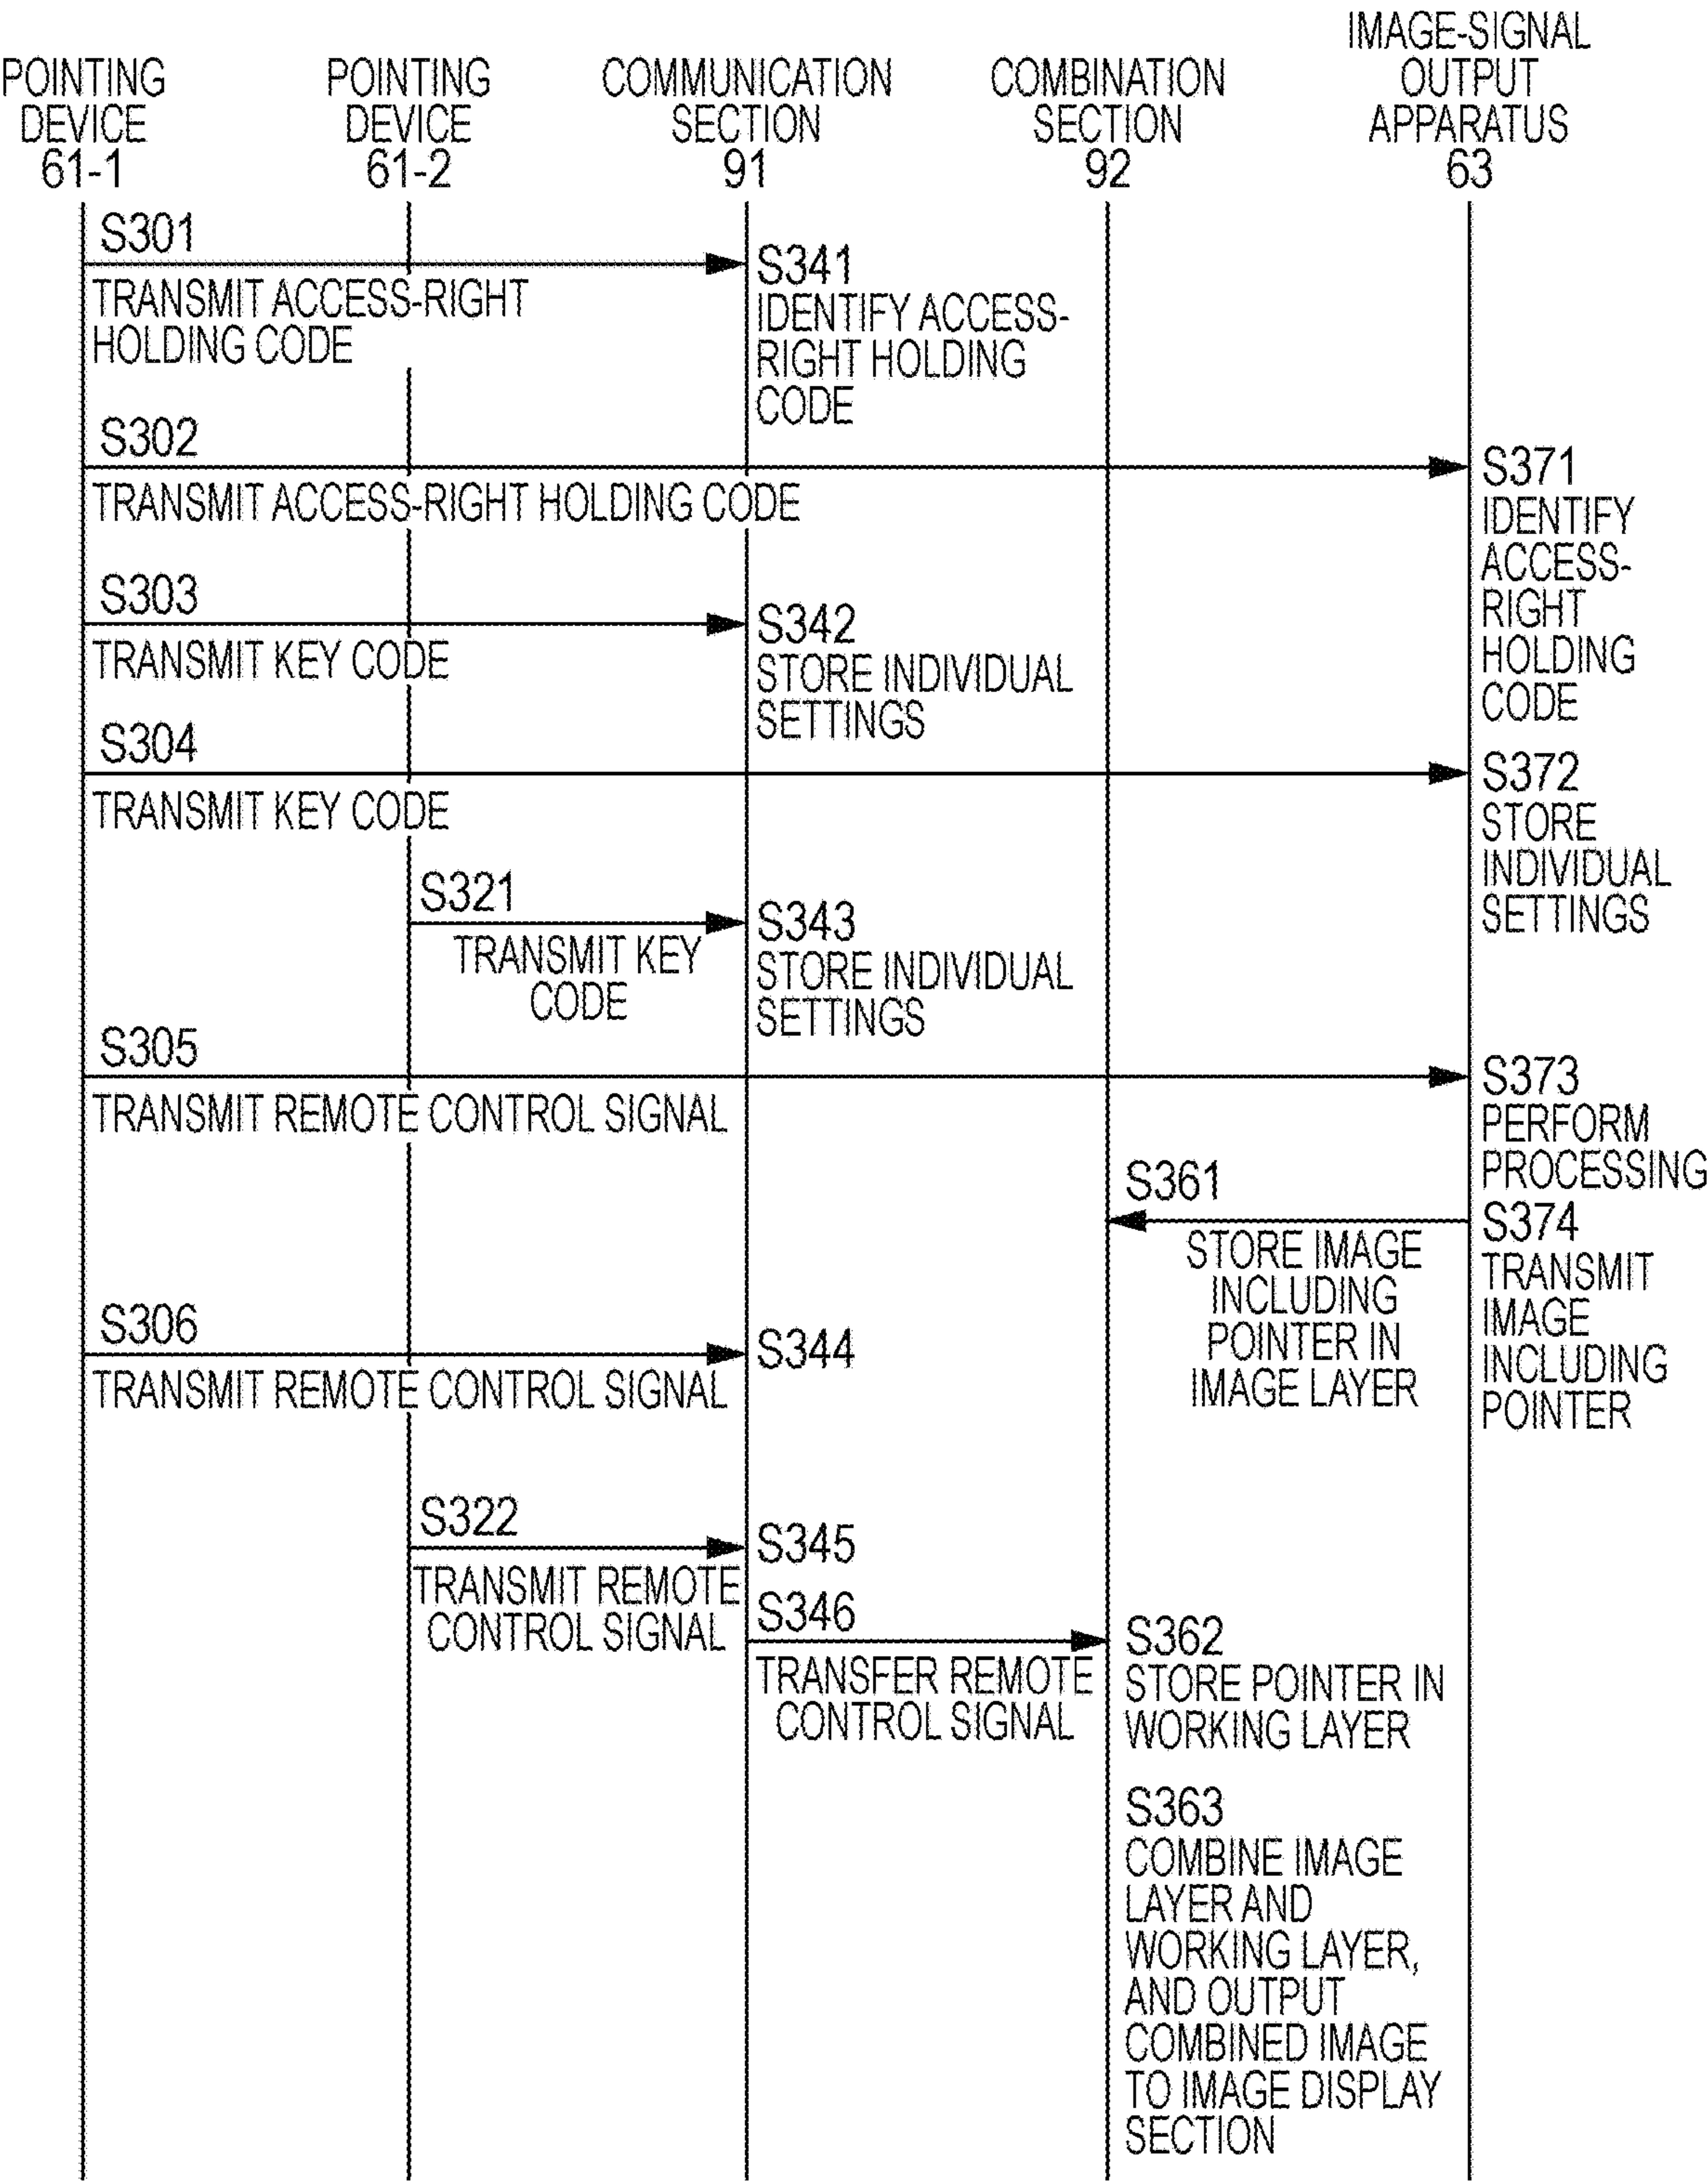 POINTING
DEVICE
61-1
POINTING
DEVICE
61-2
COMMUNICATION
SECTION
91
COMBINATION
SECTION
92
IMAGE-SIGNAL
OUTPUT
APPARATUS
63
S301
TRANSMIT ACCESS-RIGHT
HOLDING CODE
S341
IDENTIFY ACCESS-
RIGHT HOLDING
CODE
S302
TRANSMIT ACCESS-RIGHT HOLDING CODE
S371
IDENTIFY
ACCESS-
RIGHT
HOLDING
CODE
S303
TRANSMIT KEY CODE
S342
STORE INDIVIDUAL
SETTINGS
S304
TRANSMIT KEY CODE
S372
STORE
INDIVIDUAL
SETTINGS
S321
TRANSMIT KEY
CODE
S343
STORE INDIVIDUAL
SETTINGS
S305
TRANSMIT REMOTE CONTROL SIGNAL
S373
PERFORM
PROCESSING
S361
STORE IMAGE
INCLUDING
POINTER IN
IMAGE LAYER
S374
TRANSMIT
IMAGE
INCLUDING
POINTER
S306
TRANSMIT REMOTE CONTROL SIGNAL
S344
S322
TRANSMIT REMOTE
CONTROL SIGNAL
S345
S346
TRANSFER REMOTE
CONTROL SIGNAL
S362
STORE POINTER IN
WORKING LAYER
S363
COMBINE IMAGE
LAYER AND
WORKING LAYER,
AND OUTPUT
COMBINED IMAGE
TO IMAGE DISPLAY
SECTION